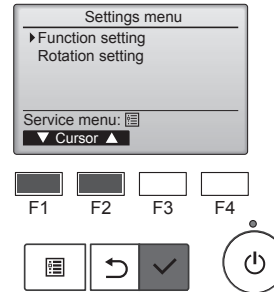 Settings menu
Function setting
Rotation setting
Service menu:
▼ Cursor ▲
F1 F2 F3 F4